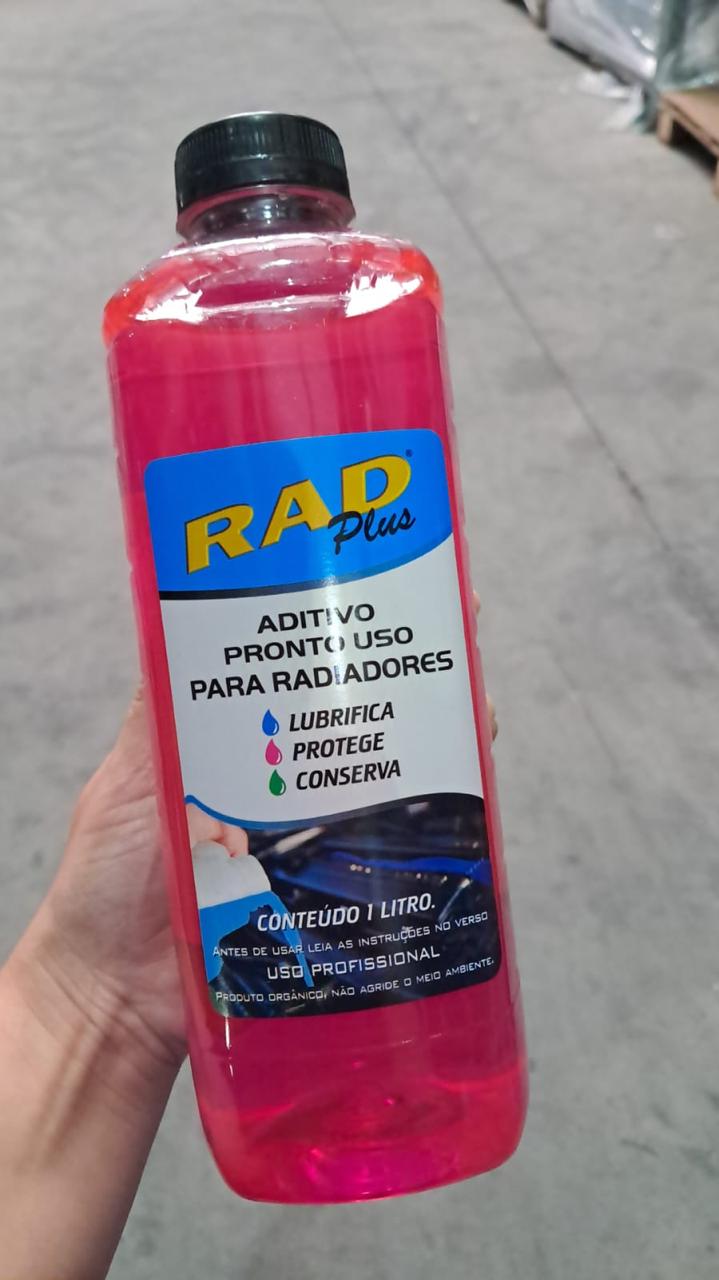 RAD®
Plus
ADITIVO
PRONTO USO
PARA RADIADORES
LUBRIFICA
PROTEGE
CONSERVA
CONTEÚDO 1 LITRO.
ANTES DE USAR LEIA AS INSTRUÇÕES NO VERSO
USO PROFISSIONAL
PRODUTO ORGÂNICO, NÃO AGRIDE O MEIO AMBIENTE.